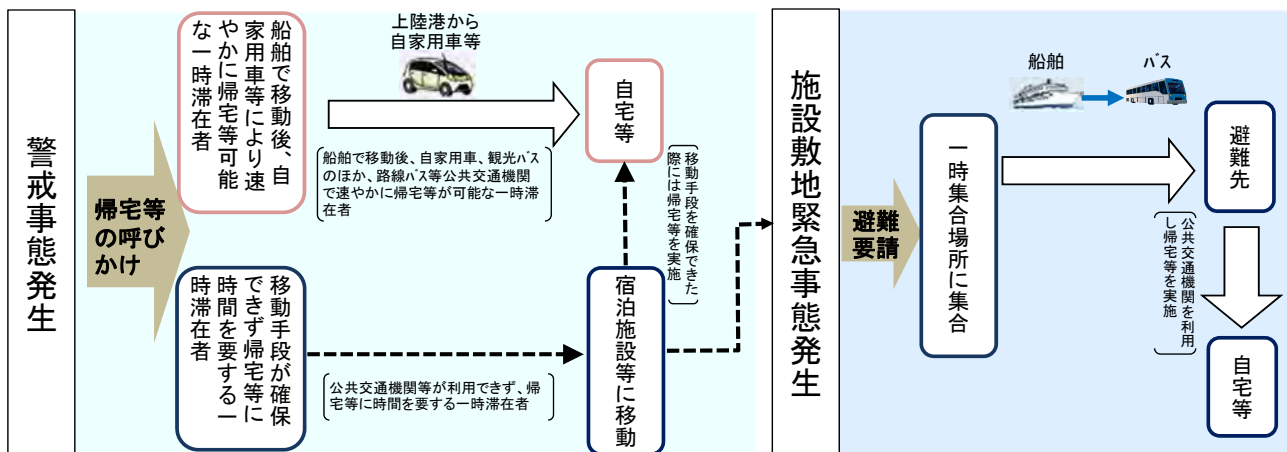 警戒事態発生
帰宅等
の呼び
かけ
船舶で移動後、自
家用車等により速
やかに帰宅等可能
な一時滞在者
上陸港から
自家用車等
船舶で移動後、自家用車、観光バス
のほか、路線バス等公共交通機関
で速やかに帰宅等が可能な一時滞
在者
自宅等
移動手段を確保できた
際には帰宅等を実施
移動手段が確保
できず帰宅等に
時間を要する一
時滞在者
公共交通機関等が利用できず、帰
宅等に時間を要する一時滞在者
宿泊施設等に移動
施設敷地緊急事態発生
避難
要請
一時集合場所に集合
船舶
バス
避難先
公共交通機関を利用
し帰宅等を実施
自宅等